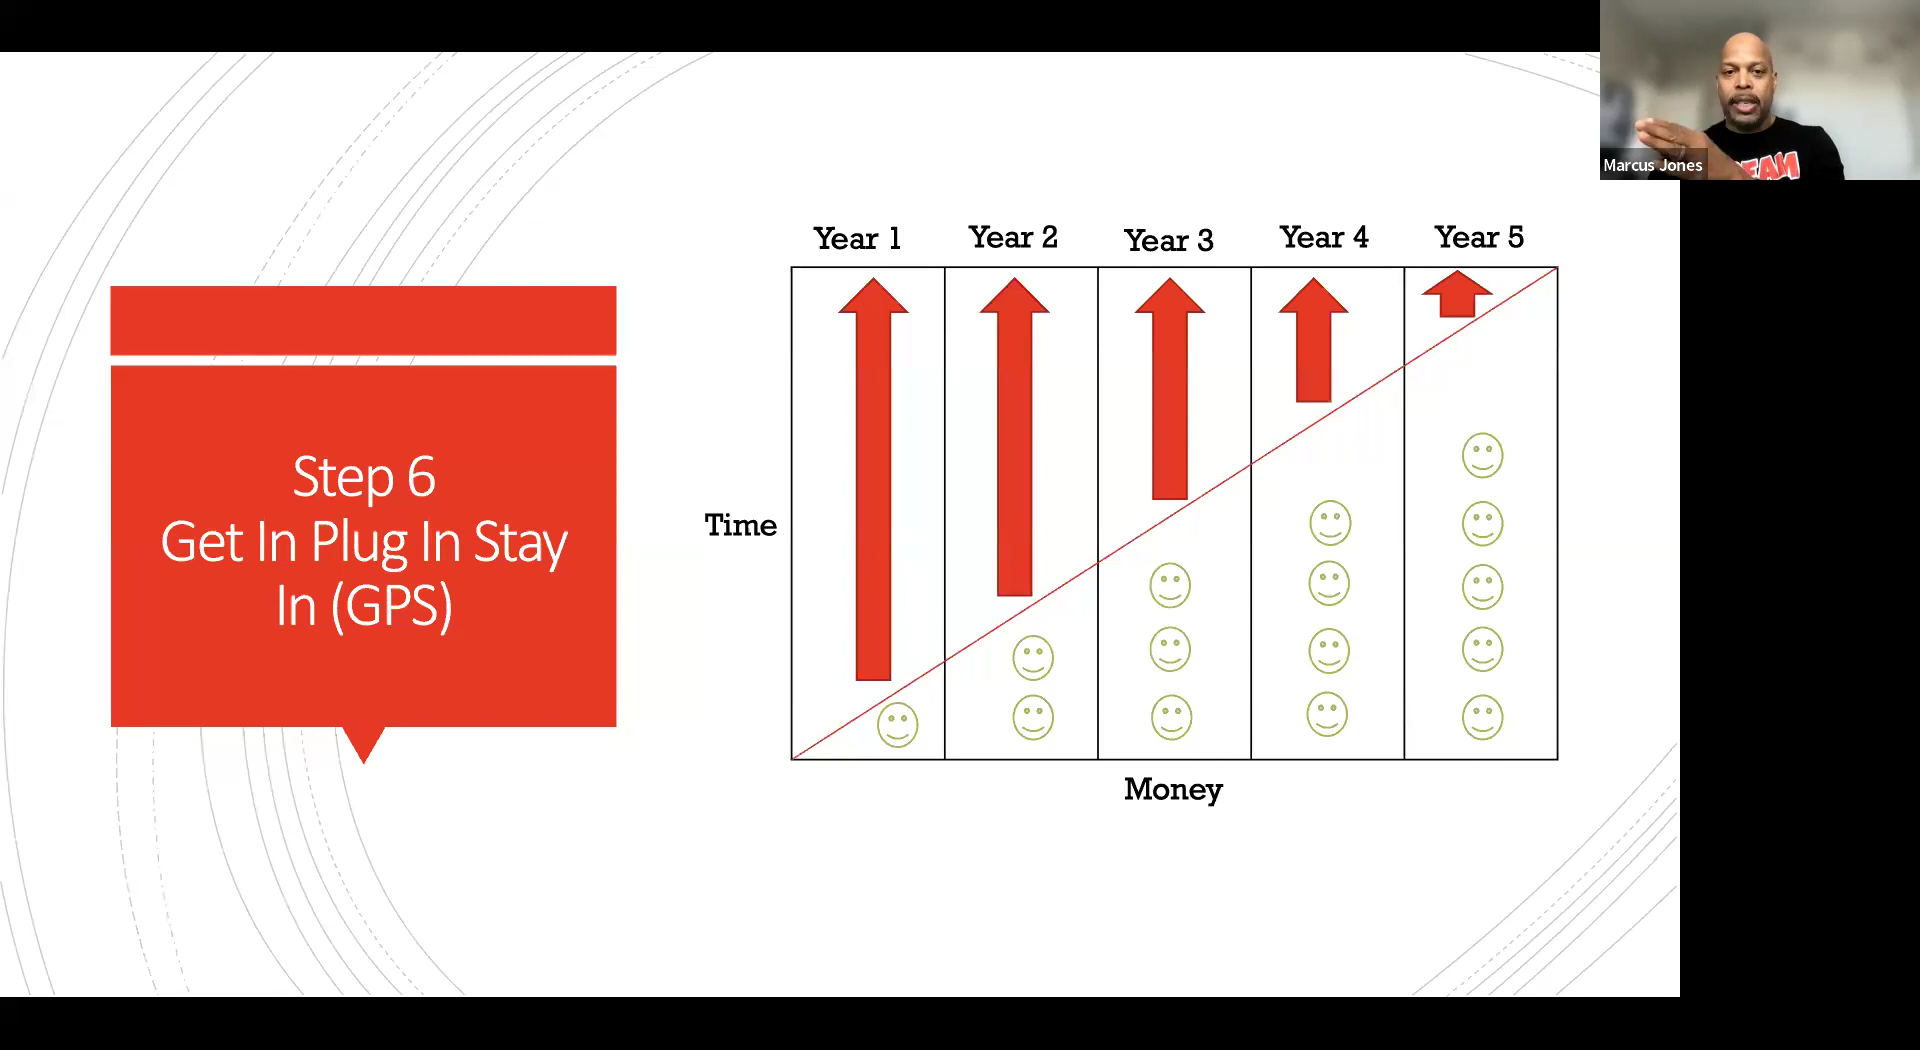 Marcus Jones
EAM
Step 6
Get In Plug In Stay
In (GPS)
Year 1
Year 2
Year 3
Year 4
Year 5
Time
Money